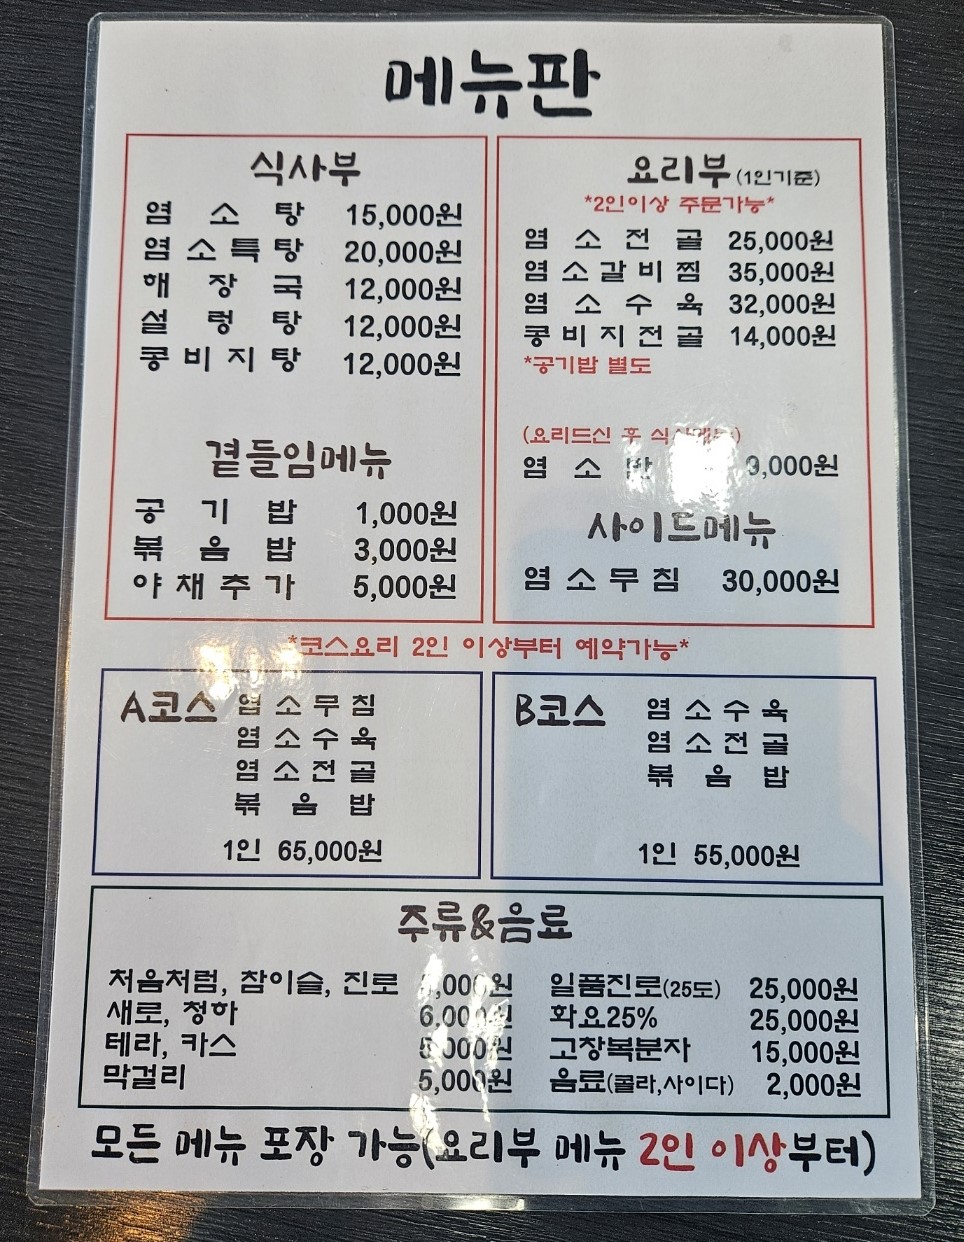 메뉴판
식사부
염소탕 15,000원
염소특탕 20,000원
해장국 12,000원
설렁탕 12,000원
콩비지탕 12,000원
곁들임메뉴
공기밥 1,000원
볶음밥 3,000원
야채추가 5,000원
요리부(1인기준)
*2인이상 주문가능*
염소전골 25,000원
염소갈비찜 35,000원
염소수육 32,000원
콩비지전골 14,000원
*공기밥 별도
(요리드신 후
염소 9,000원
사이드메뉴
염소무침 30,000원
*코스요리 2인 이상부터 예약가능*
A코스 염소무침
염소수육
염소전골
볶음밥
1인 65,000원
B코스 염소수육
염소전골
볶음밥
1인 55,000원
주류&음료
처음처럼, 참이슬, 진로
새로, 청하 6,000원
테라, 카스 5,000원
막걸리 5,000원
일품진로(25도) 25,000원
화요25% 25,000원
고창복분자 15,000원
음료(콜라,사이다) 2,000원
모든 메뉴 포장 가능(요리부 메뉴 2인 이상부터)